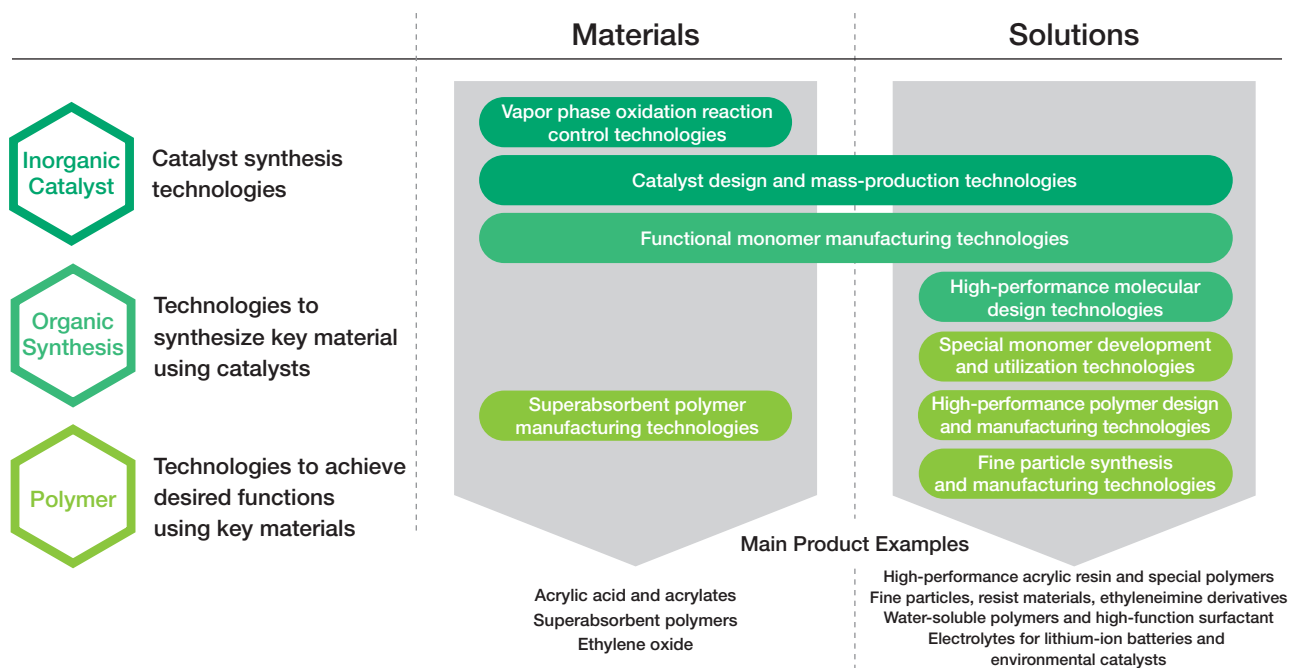 Materials
Solutions
Inorganic
Catalyst
Catalyst synthesis
technologies
Vapor phase oxidation reaction
control technologies
Catalyst design and mass-production technologies
Functional monomer manufacturing technologies
Organic
Synthesis
Technologies to
synthesize key material
using catalysts
High-performance molecular
design technologies
Special monomer development
and utilization technologies
Superabsorbent polymer
manufacturing technologies
High-performance polymer design
and manufacturing technologies
Polymer
Technologies to achieve
desired functions
using key materials
Fine particle synthesis
and manufacturing technologies
Main Product Examples
Acrylic acid and acrylates
Superabsorbent polymers
Ethylene oxide
High-performance acrylic resin and special polymers
Fine particles, resist materials, ethyleneimine derivatives
Water-soluble polymers and high-function surfactant
Electrolytes for lithium-ion batteries and
environmental catalysts